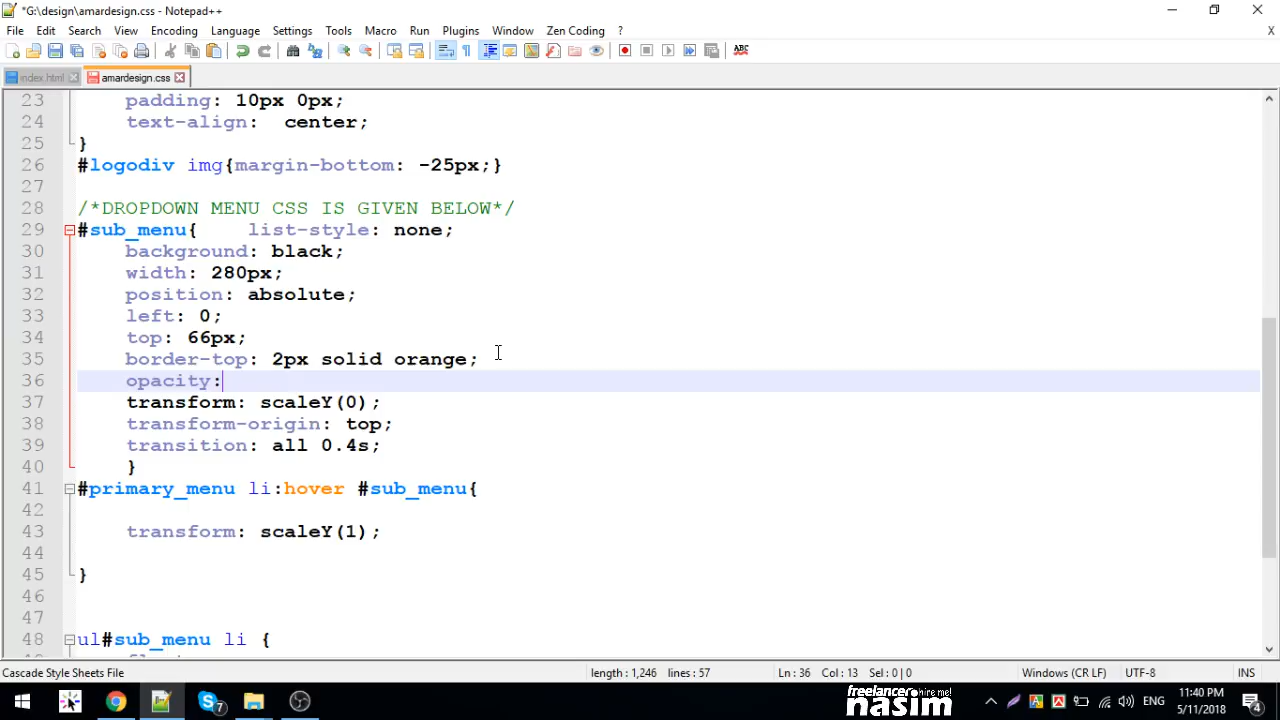 *G:\design\amardesign.css - Notepad++
File Edit Search View Encoding Language Settings Tools Macro Run Plugins Window Zen Coding ? X
ABC
index.html amardesign.css
23 padding: 10px 0px;
24 text-align: center;
25 }
26 #logodiv img{margin-bottom: -25px;}
27
28 /*DROPDOWN MENU CSS IS GIVEN BELOW*/
29 #sub_menu{ list-style: none;
30 background: black;
31 width: 280px;
32 position: absolute;
33 left: 0;
34 top: 66px;
35 border-top: 2px solid orange;
36 opacity:
37 transform: scaleY(0);
38 transform-origin: top;
39 transition: all 0.4s;
40 }
41 #primary_menu li:hover #sub_menu{
42
43 transform: scaleY(1);
44
45 }
46
47
48 ul#sub_menu li {
Cascade Style Sheets File length : 1,246 lines : 57 Ln : 36 Col : 13 Sel : 0 | 0 Windows (CR LF) UTF-8 INS
7
freelancer hire me!
nasim
ENG
11:40 PM
5/11/2018
4